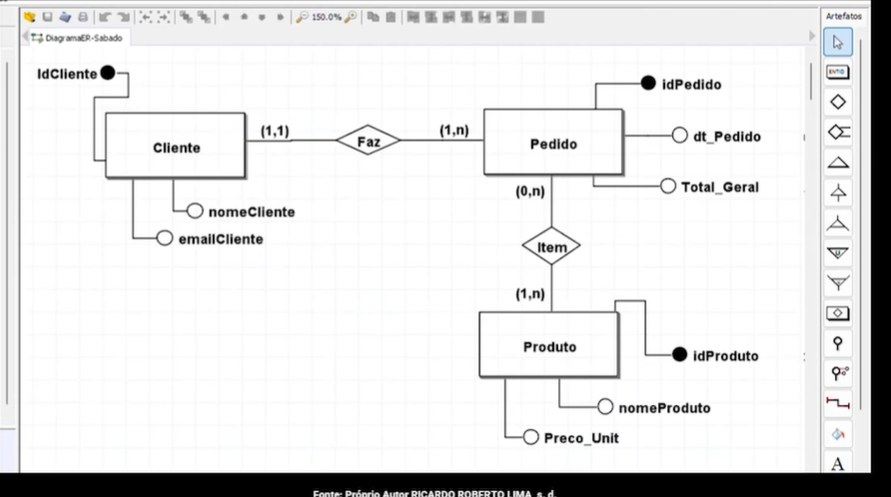 150.0%
Artefatos
DiagramaER-Sabado
IdCliente
idPedido
(1,1)
(1,n)
Cliente
Faz
Pedido
dt_Pedido
Total_Geral
(0,n)
nomeCliente
emailCliente
Item
(1,n)
Produto
idProduto
nomeProduto
Preco_Unit
A
Fonte: Próprio Autor RICARDO ROBERTO LIMA, s. d.